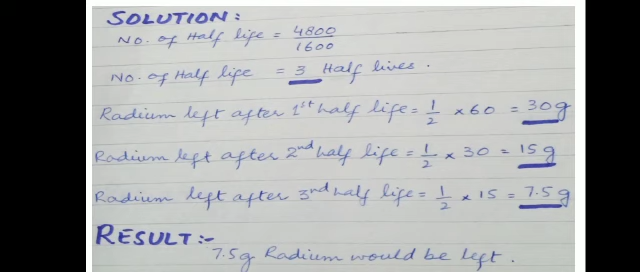 SOLUTION:
No. of Half life = 4800/1600
No. of Half life = 3 Half lives.
Radium left after 1st half life = 1/2 x 60 = 30g
Radium left after 2nd half life = 1/2 x 30 = 15g
Radium left after 3rd half life = 1/2 x 15 = 7.5g
RESULT:-
7.5g Radium would be left.